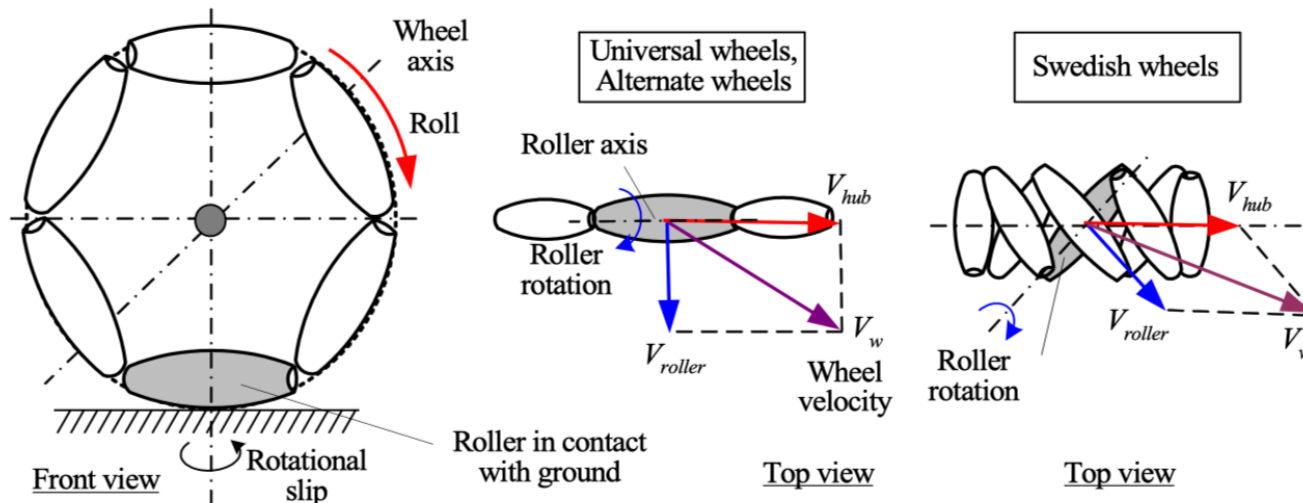 Wheel
axis
Roll
Front view
Rotational
slip
Roller in contact
with ground
Universal wheels,
Alternate wheels
Roller axis
V_hub
Roller
rotation
V_roller
V_w
Wheel
velocity
Top view
Swedish wheels
V_hub
V_roller
V_w
Roller
rotation
Top view